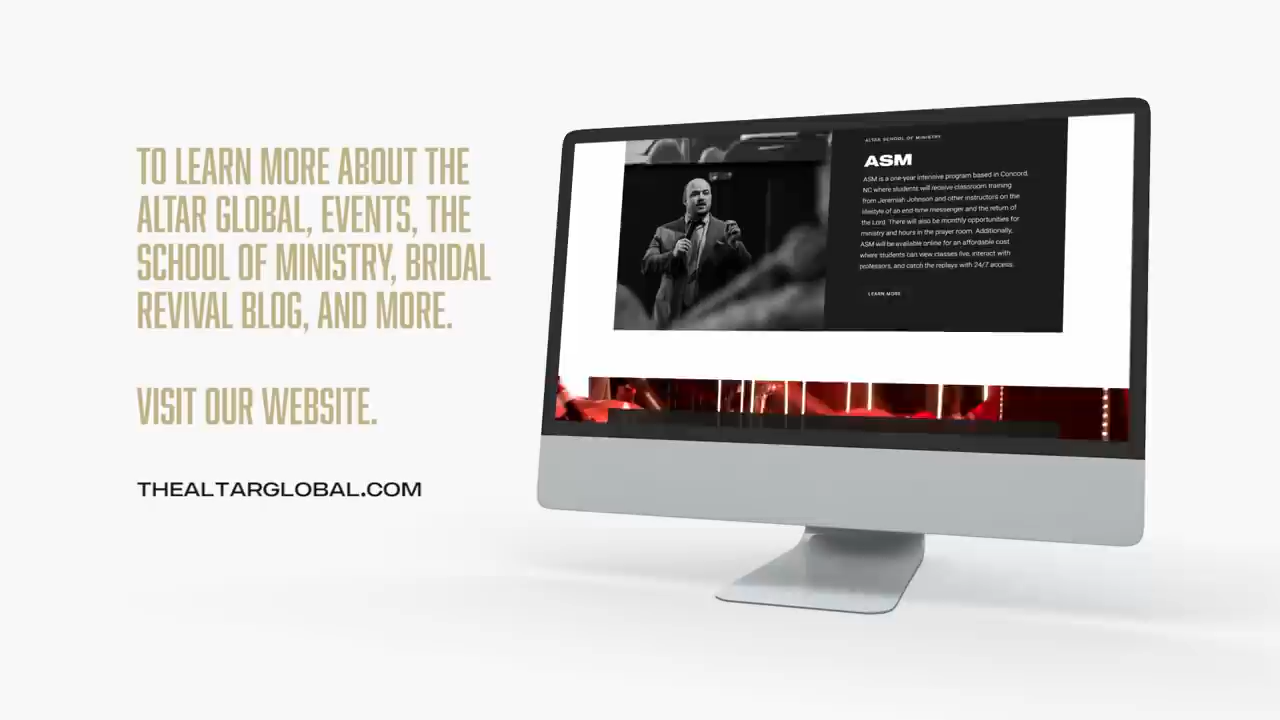 TO LEARN MORE ABOUT THE
ALTAR GLOBAL, EVENTS, THE
SCHOOL OF MINISTRY, BRIDAL
REVIVAL BLOG, AND MORE.
VISIT OUR WEBSITE.
THEALTARGLOBAL.COM
ALTAR SCHOOL OF MINISTRY
ASM
ASM is a one-year intensive program based in Concord,
NC where students will receive classroom training
from Jeremiah Johnson and other instructors on the
lifestyle of an end-time messenger and the return of
the Lord. There will also be monthly opportunities for
ministry and hours in the prayer room. Additionally,
ASM will be available online for an affordable cost
where students can view classes live, interact with
professors, and catch the replays with 24/7 access.
LEARN MORE